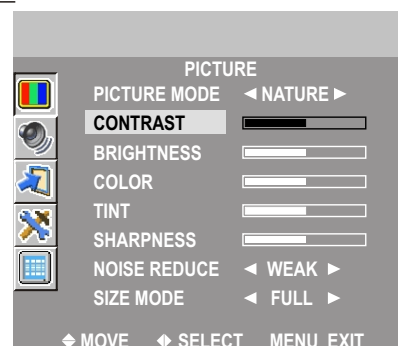 PICTURE
PICTURE MODE ◄ NATURE ►
CONTRAST
BRIGHTNESS
COLOR
TINT
SHARPNESS
NOISE REDUCE ◄ WEAK ►
SIZE MODE ◄ FULL ►
MOVE SELECT MENU EXIT